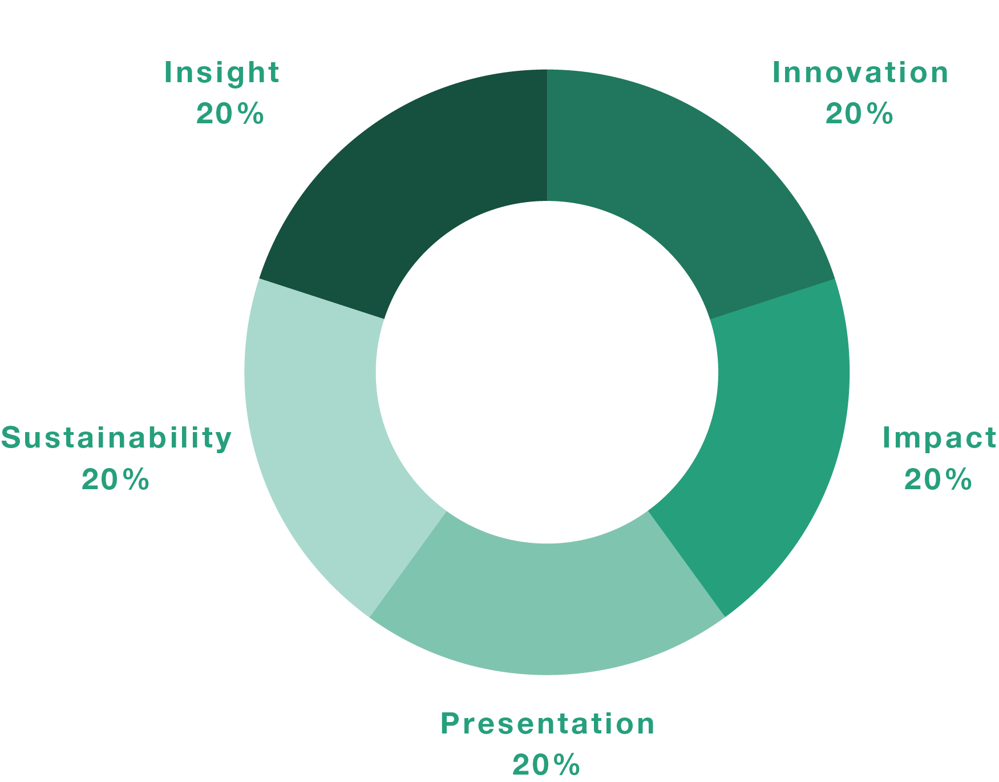 Insight
20%
Innovation
20%
Sustainability
20%
Impact
20%
Presentation
20%